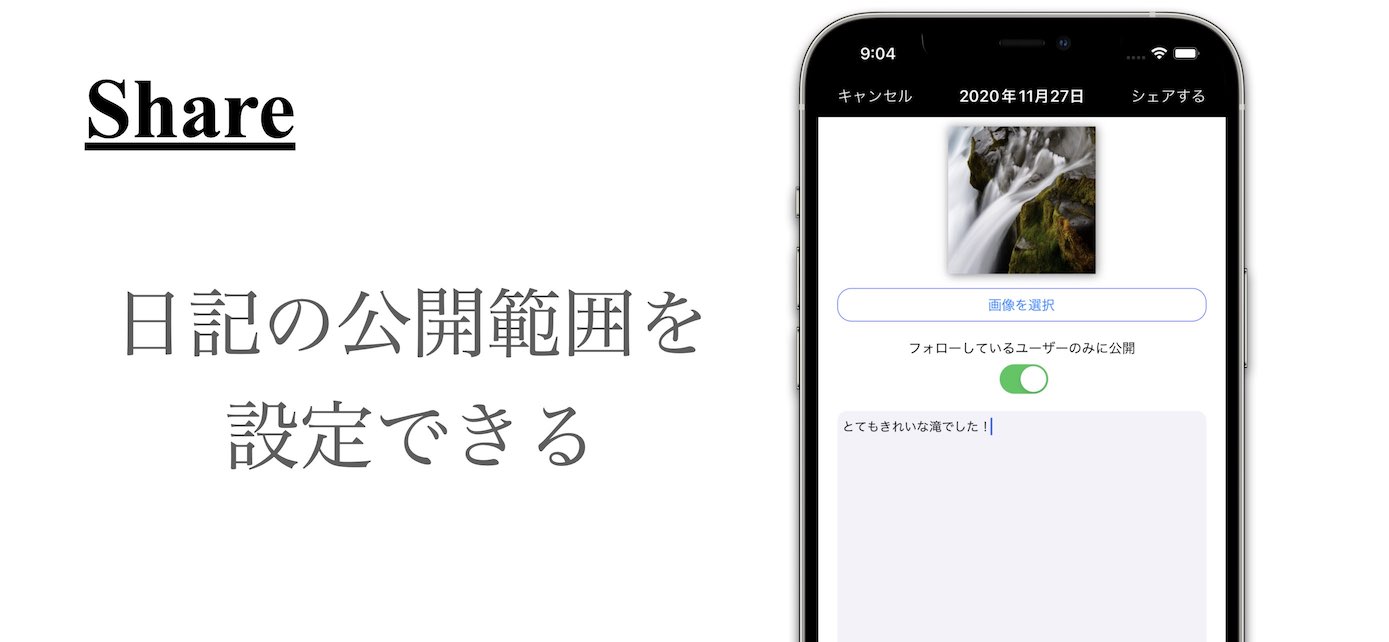 Share
日記の公開範囲を
設定できる
9:04
キャンセル 2020年11月27日 シェアする
画像を選択
フォローしているユーザーのみに公開
とてもきれいな滝でした！